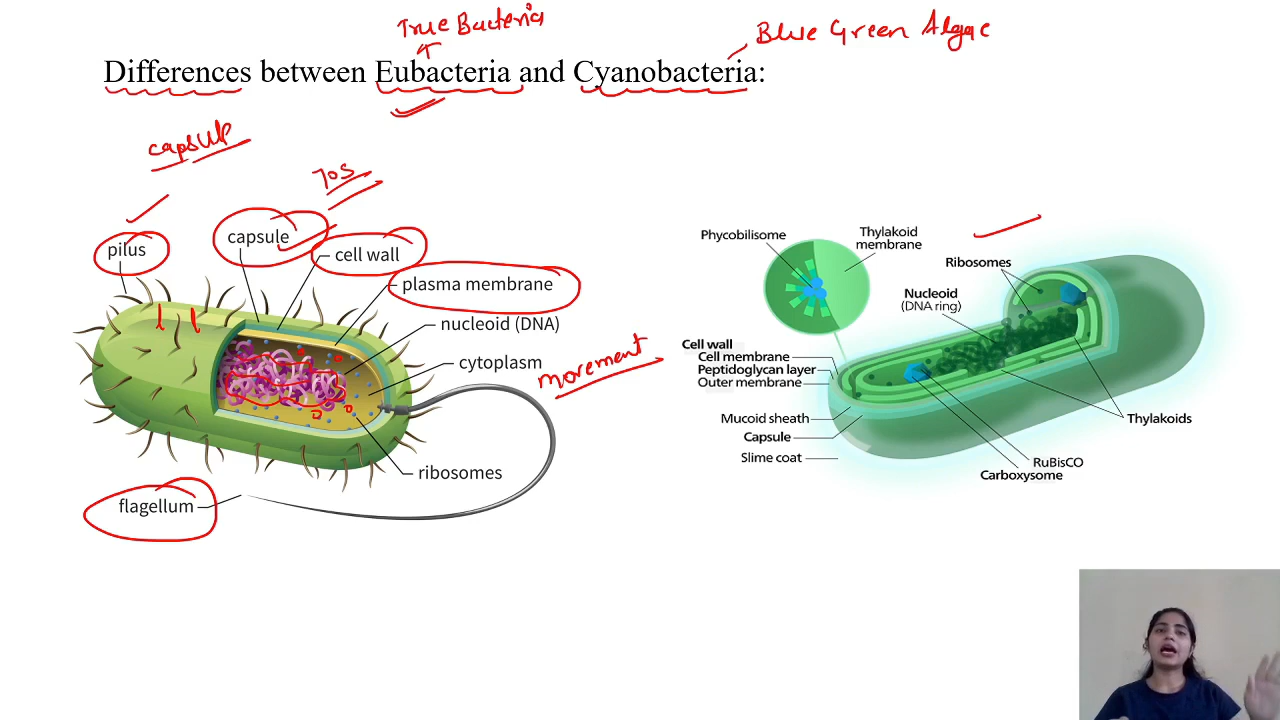 True Bacteria
Blue Green Algae
Differences between Eubacteria and Cyanobacteria:
capsule
70s
pilus
capsule
cell wall
plasma membrane
nucleoid (DNA)
cytoplasm
movement
ribosomes
flagellum
Phycobilisome
Thylakoid
membrane
Ribosomes
Nucleoid
(DNA ring)
Cell wall
Cell membrane
Peptidoglycan layer
Outer membrane
Mucoid sheath
Capsule
Slime coat
Thylakoids
RuBisCO
Carboxysome